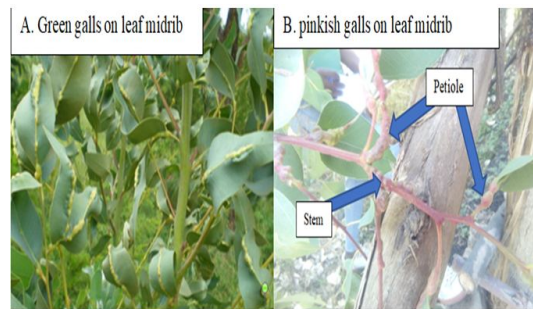 A. Green galls on leaf midrib
B. pinkish galls on leaf midrib
Petiole
Stem